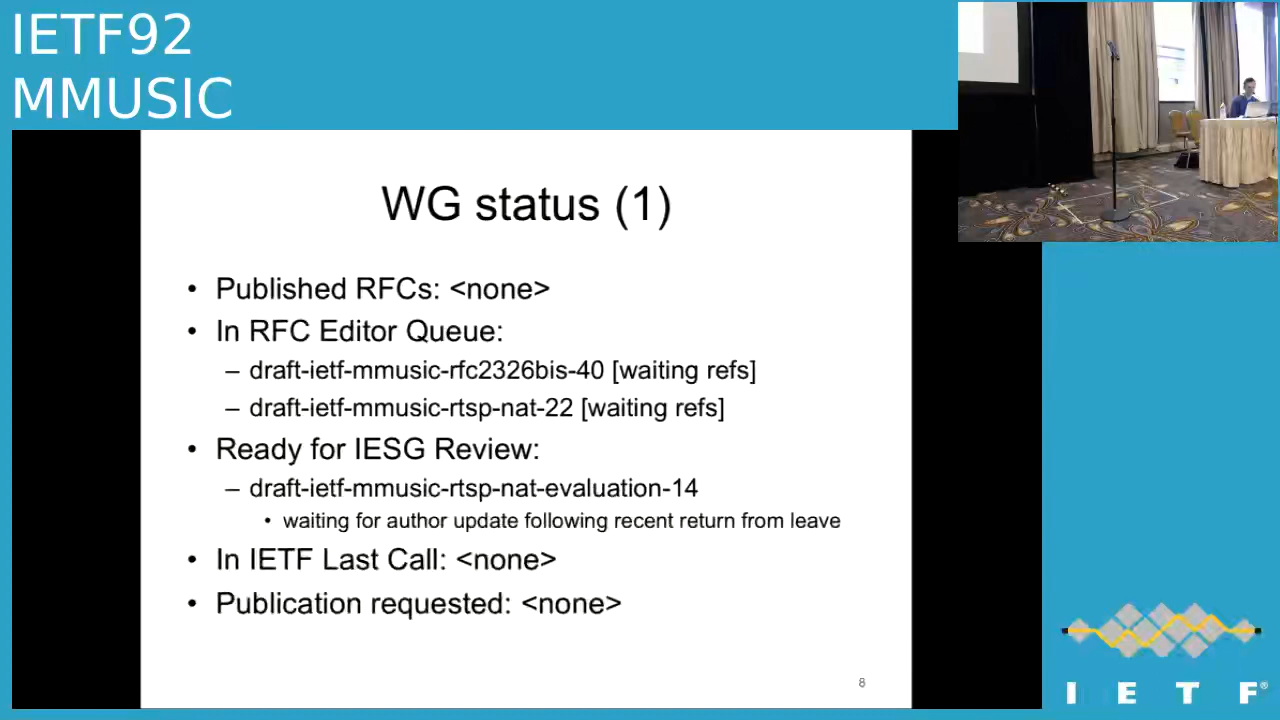 IETF92
MMUSIC
WG status (1)
• Published RFCs: <none>
• In RFC Editor Queue:
– draft-ietf-mmusic-rfc2326bis-40 [waiting refs]
– draft-ietf-mmusic-rtsp-nat-22 [waiting refs]
• Ready for IESG Review:
– draft-ietf-mmusic-rtsp-nat-evaluation-14
• waiting for author update following recent return from leave
• In IETF Last Call: <none>
• Publication requested: <none>
8
I E T F®